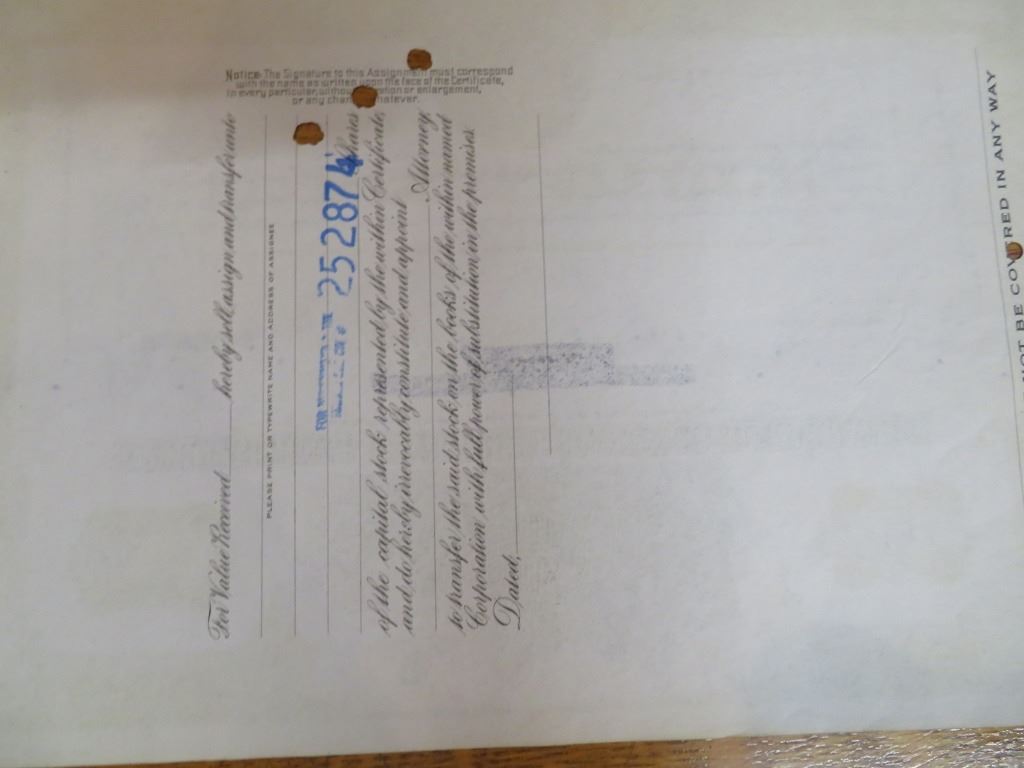 For Value Received hereby sell, assign and transfer unto
PLEASE PRINT OR TYPEWRITE NAME AND ADDRESS OF ASSIGNEE
252874
Shares
of the capital stock represented by the within Certificate,
and do hereby irrevocably constitute and appoint
Attorney
to transfer the said stock on the books of the within named
Corporation with full power of substitution in the premises.
Dated,
Notice: The Signature to this Assignment must correspond
with the name as written upon the face of the Certificate,
in every particular, without or enlargement,
or any whatever.
NOT BE COVERED IN ANY WAY